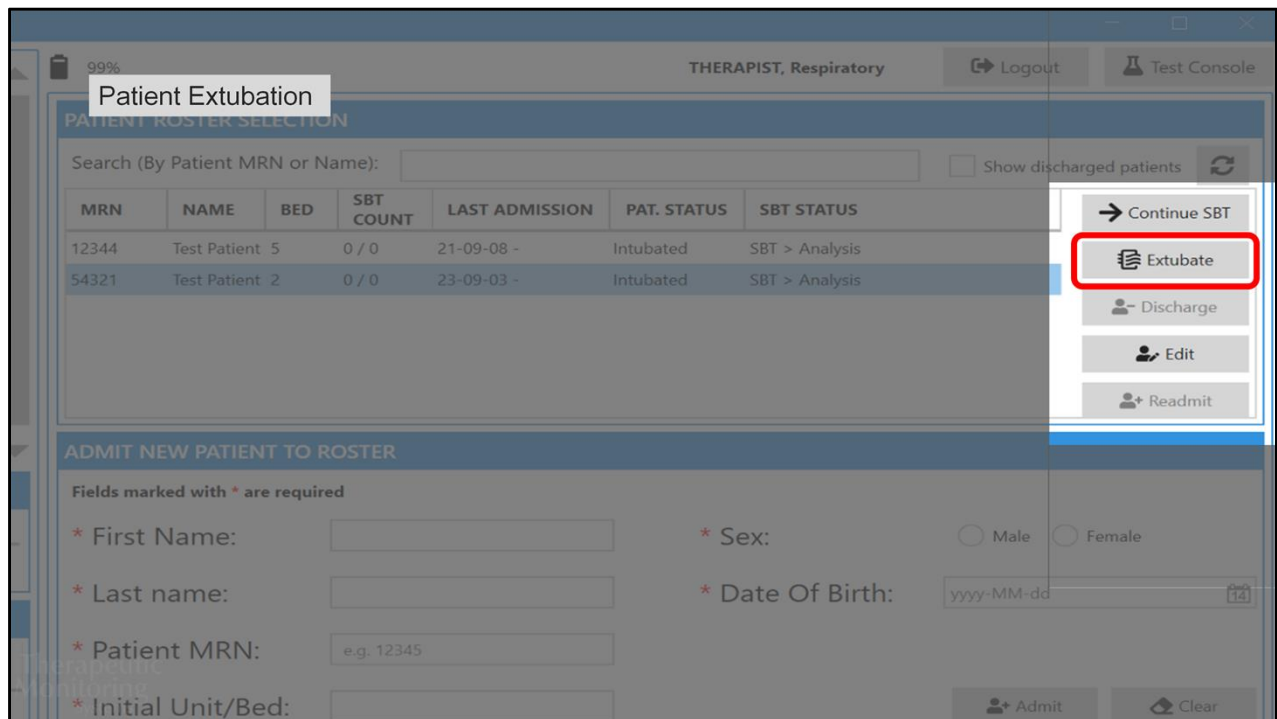 99%
THERAPIST, Respiratory
Logout
Test Console
Patient Extubation
PATIENT ROSTER SELECTION
Search (By Patient MRN or Name):
Show discharged patients
MRN NAME BED SBT COUNT LAST ADMISSION PAT. STATUS SBT STATUS
12344 Test Patient 5 0 / 0 21-09-08 - Intubated SBT > Analysis
54321 Test Patient 2 0 / 0 23-09-03 - Intubated SBT > Analysis
Continue SBT
Extubate
Discharge
Edit
Readmit
ADMIT NEW PATIENT TO ROSTER
Fields marked with * are required
* First Name:
* Sex: Male Female
* Last name:
* Date Of Birth: yyyy-MM-dd 14
* Patient MRN: e.g. 12345
* Initial Unit/Bed:
Admit
Clear
Therapeutic
Monitoring